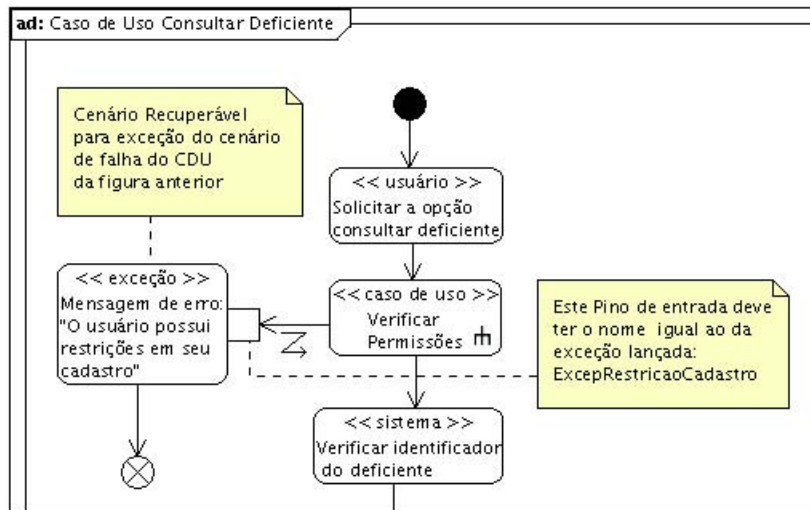 ad: Caso de Uso Consultar Deficiente
Cenário Recuperável
para exceção do cenário
de falha do CDU
da figura anterior
<< usuário >>
Solicitar a opção
consultar deficiente
<< exceção >>
Mensagem de erro:
"O usuário possui
restrições em seu
cadastro"
<< caso de uso >>
Verificar
Permissões
Este Pino de entrada deve
ter o nome igual ao da
exceção lançada:
ExcepRestricaoCadastro
<< sistema >>
Verificar identificador
do deficiente